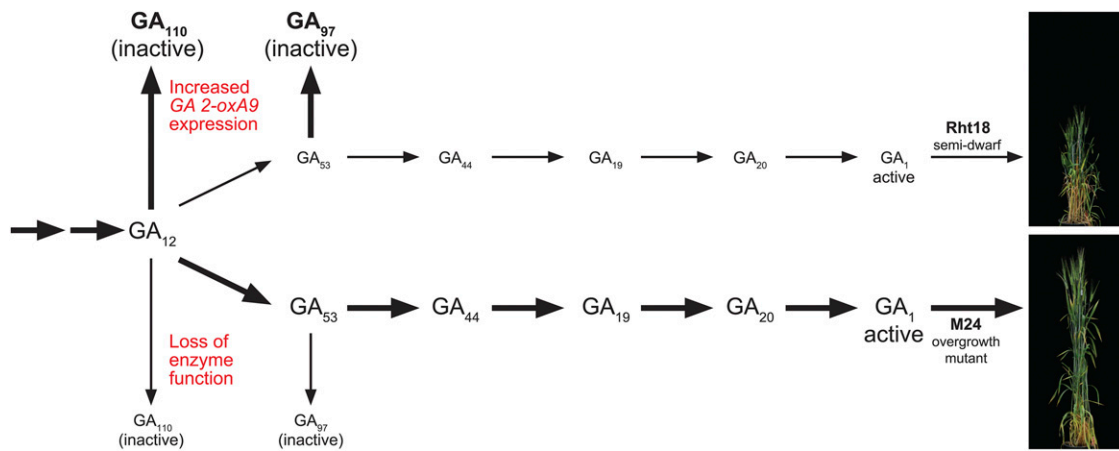 GA110
(inactive)
GA97
(inactive)
Increased
GA 2-oxA9
expression
GA53
GA44
GA19
GA20
GA1
active
Rht18
semi-dwarf
GA12
GA53
GA44
GA19
GA20
GA1
active
M24
overgrowth
mutant
Loss of
enzyme
function
GA110
(inactive)
GA97
(inactive)